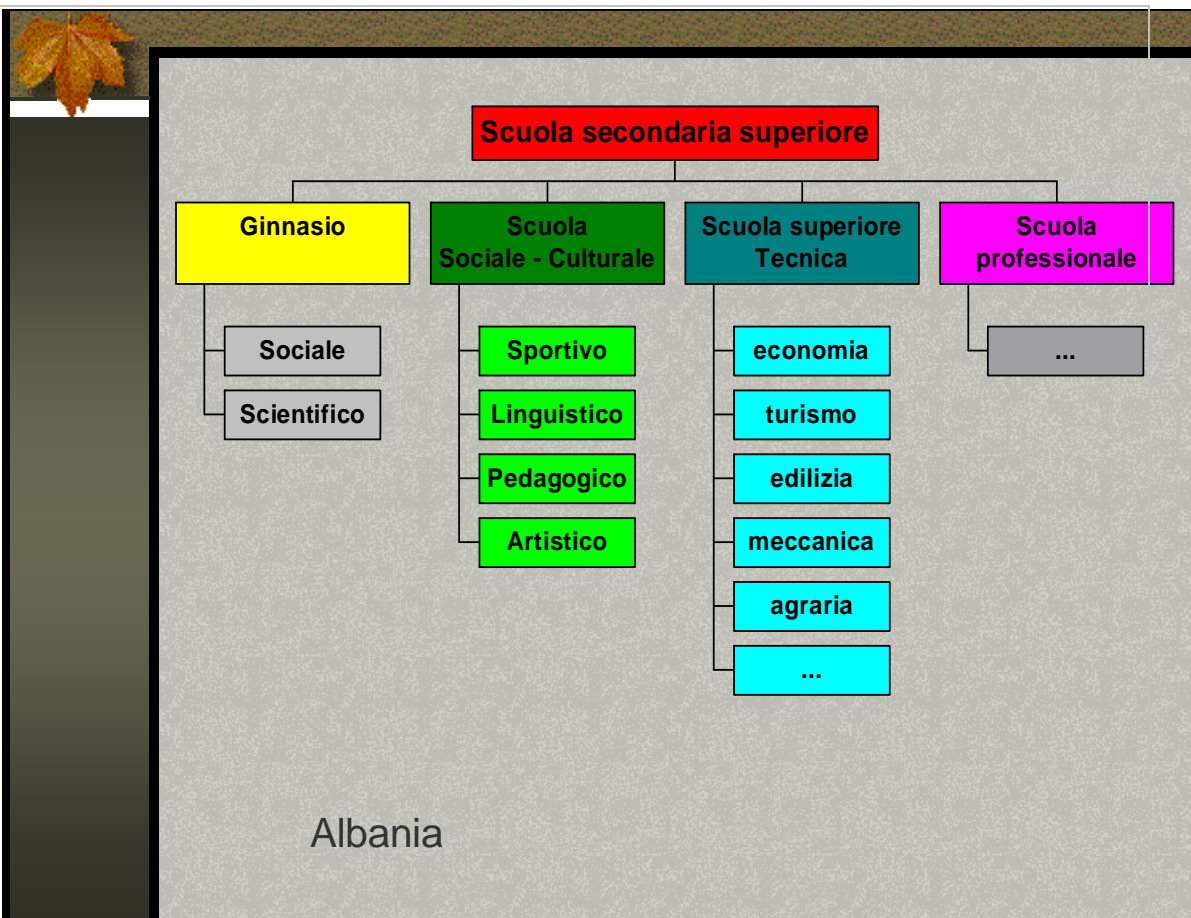 Scuola secondaria superiore
Ginnasio
Sociale
Scientifico
Scuola
Sociale - Culturale
Sportivo
Linguistico
Pedagogico
Artistico
Scuola superiore
Tecnica
economia
turismo
edilizia
meccanica
agraria
...
Scuola
professionale
...
Albania